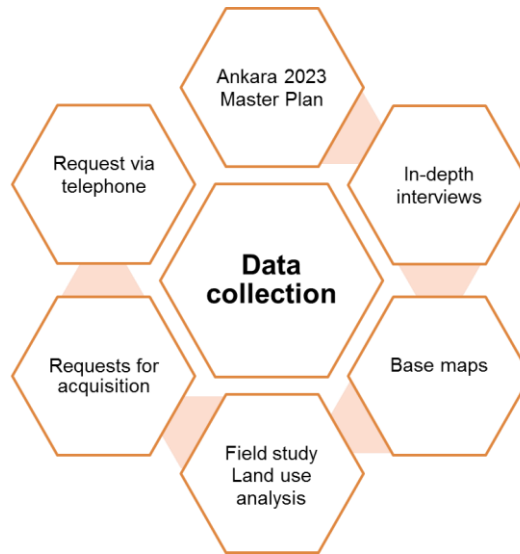 Ankara 2023
Master Plan
Request via
telephone
In-depth
interviews
Data
collection
Requests for
acquisition
Base maps
Field study
Land use
analysis